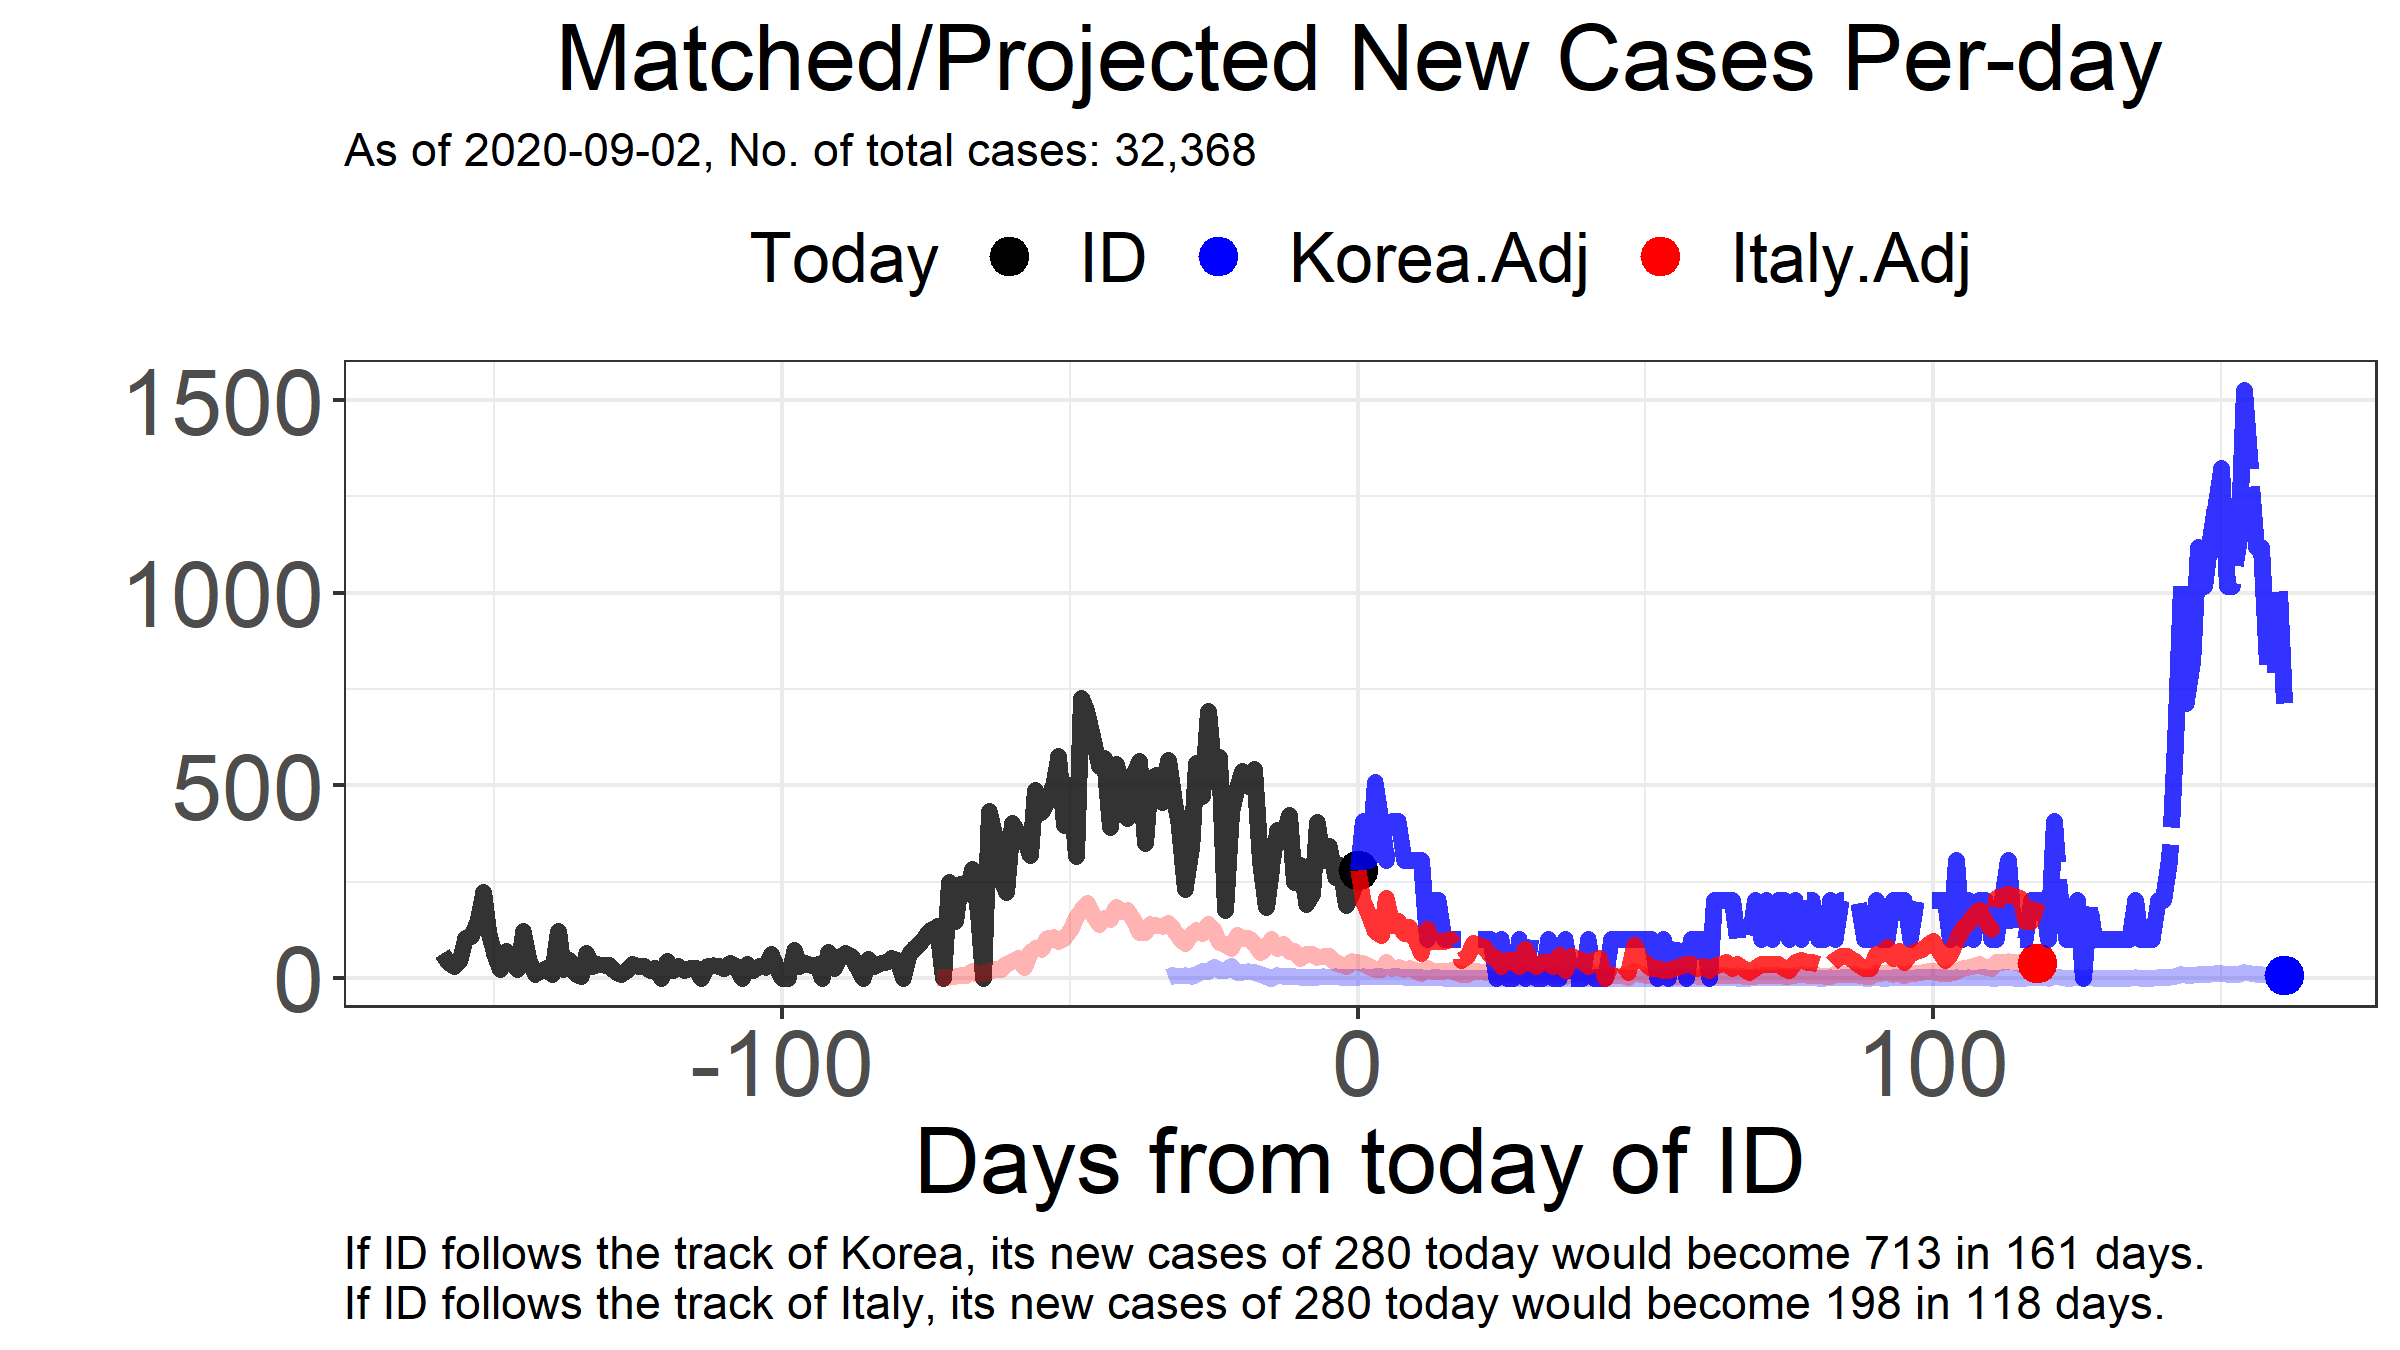 Matched/Projected New Cases Per-day
As of 2020-09-02, No. of total cases: 32,368
Today ID Korea.Adj Italy.Adj
1500
1000
500
0
-100 0 100
Days from today of ID
If ID follows the track of Korea, its new cases of 280 today would become 713 in 161 days.
If ID follows the track of Italy, its new cases of 280 today would become 198 in 118 days.